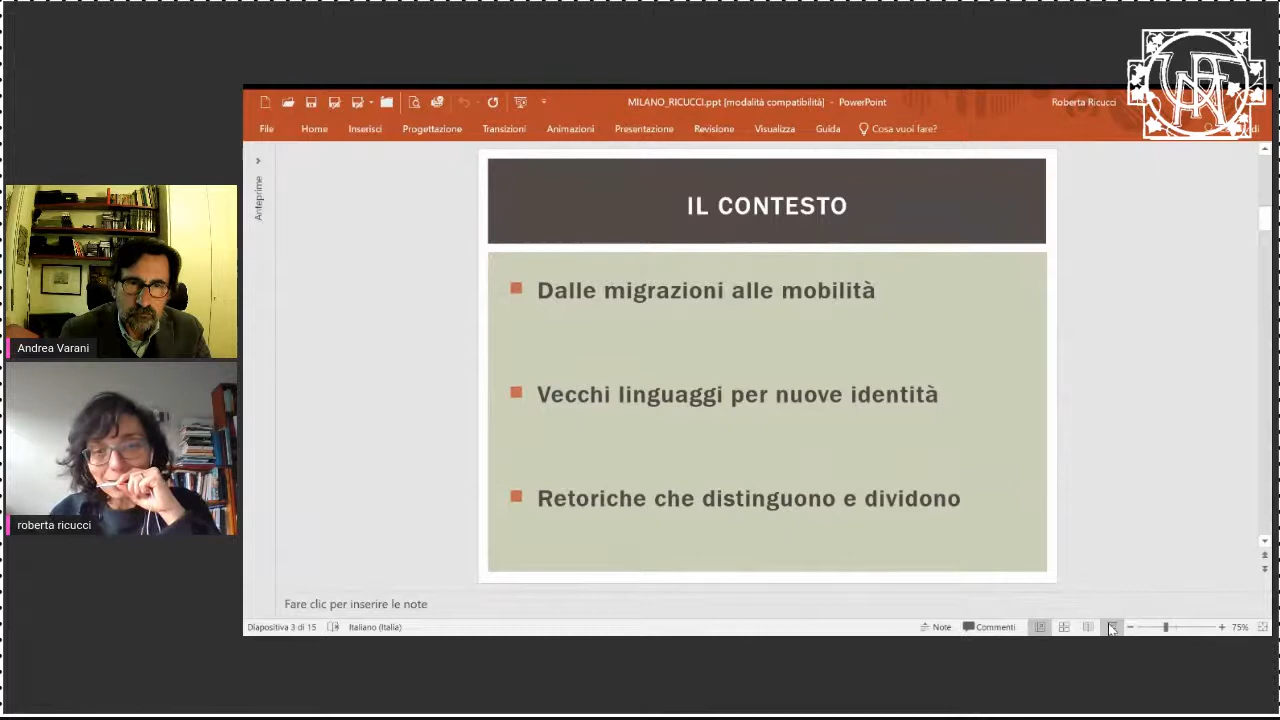 MILANO_RICUCCI.ppt [modalità compatibilità] - PowerPoint
Roberta Ricucci
File Home Inserisci Progettazione Transizioni Animazioni Presentazione Revisione Visualizza Guida Cosa vuoi fare?
Anteprime
IL CONTESTO
Dalle migrazioni alle mobilità
Vecchi linguaggi per nuove identità
Retoriche che distinguono e dividono
Andrea Varani
roberta ricucci
Fare clic per inserire le note
Diapositiva 3 di 15 Italiano (Italia) Note Commenti 75%